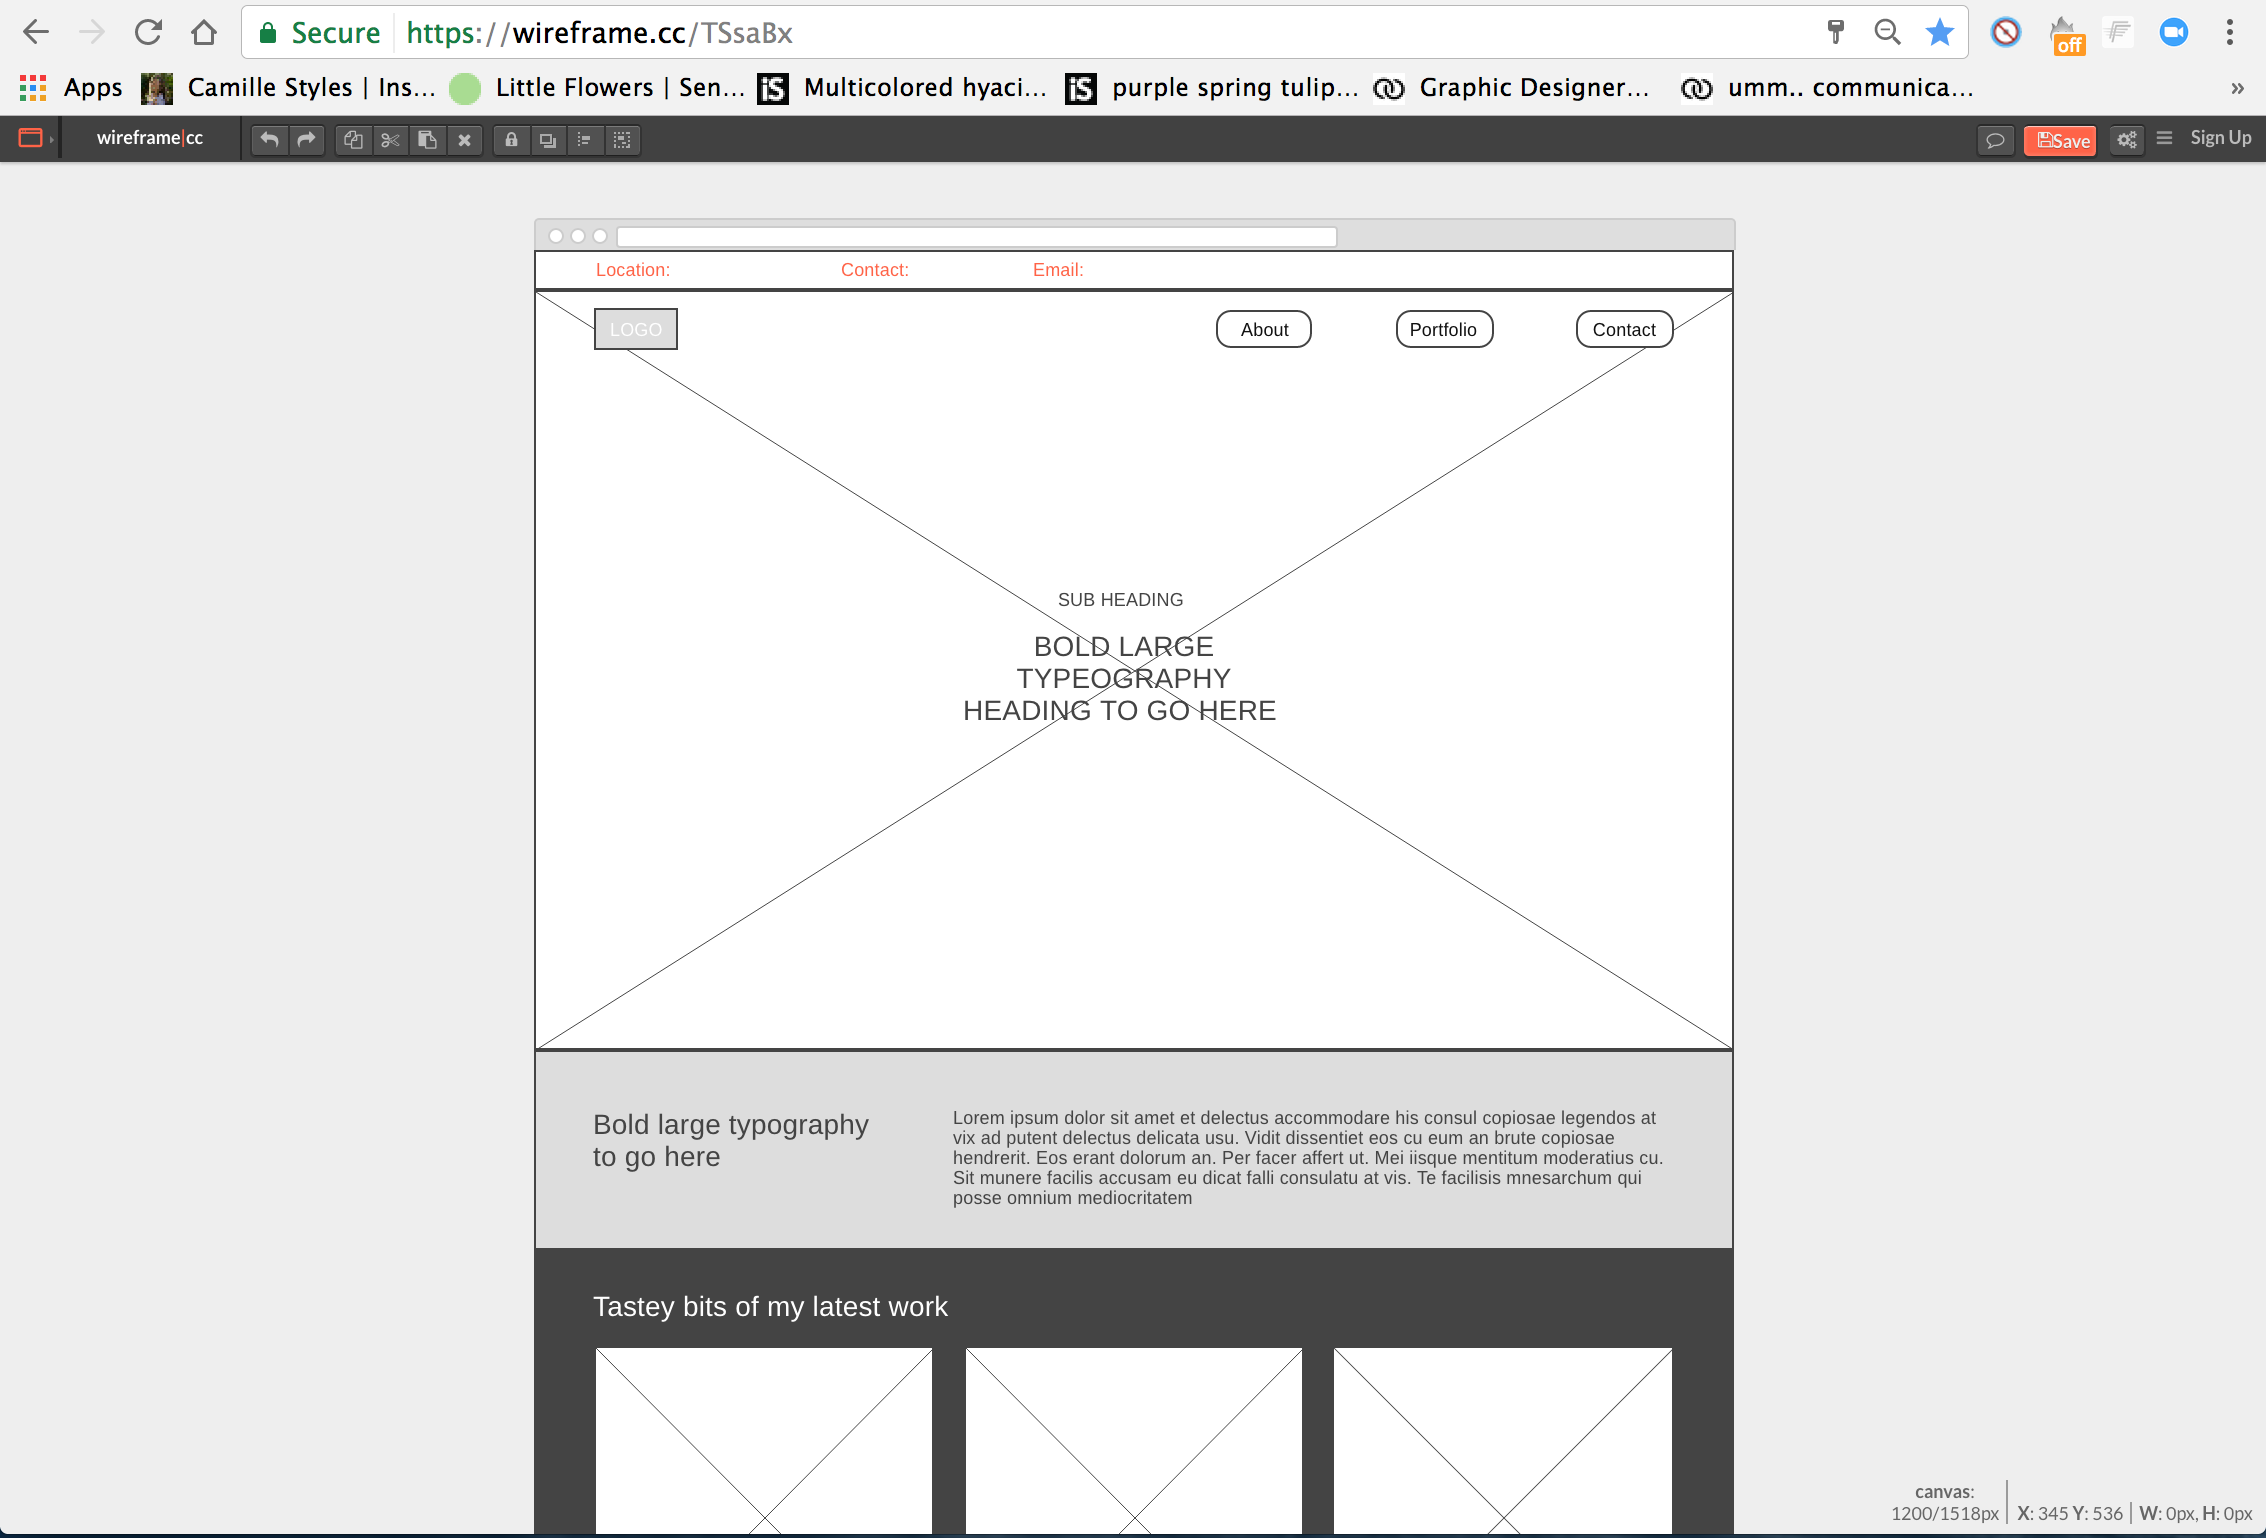 Secure https://wireframe.cc/TSsaBx
off
Apps Camille Styles | Ins... Little Flowers | Sen... iS Multicolored hyaci... iS purple spring tulip... Graphic Designer... umm.. communica... »
wireframe|cc Save Sign Up
Location: Contact: Email:
LOGO About Portfolio Contact
SUB HEADING
BOLD LARGE
TYPEOGRAPHY
HEADING TO GO HERE
Bold large typography
to go here
Lorem ipsum dolor sit amet et delectus accommodare his consul copiosae legendos at
vix ad putent delectus delicata usu. Vidit dissentiet eos cu eum an brute copiosae
hendrerit. Eos erant dolorum an. Per facer affert ut. Mei iisque mentitum moderatius cu.
Sit munere facilis accusam eu dicat falli consulatu at vis. Te facilisis mnesarchum qui
posse omnium mediocritatem
Tastey bits of my latest work
canvas:
1200/1518px X: 345 Y: 536 | W: 0px, H: 0px